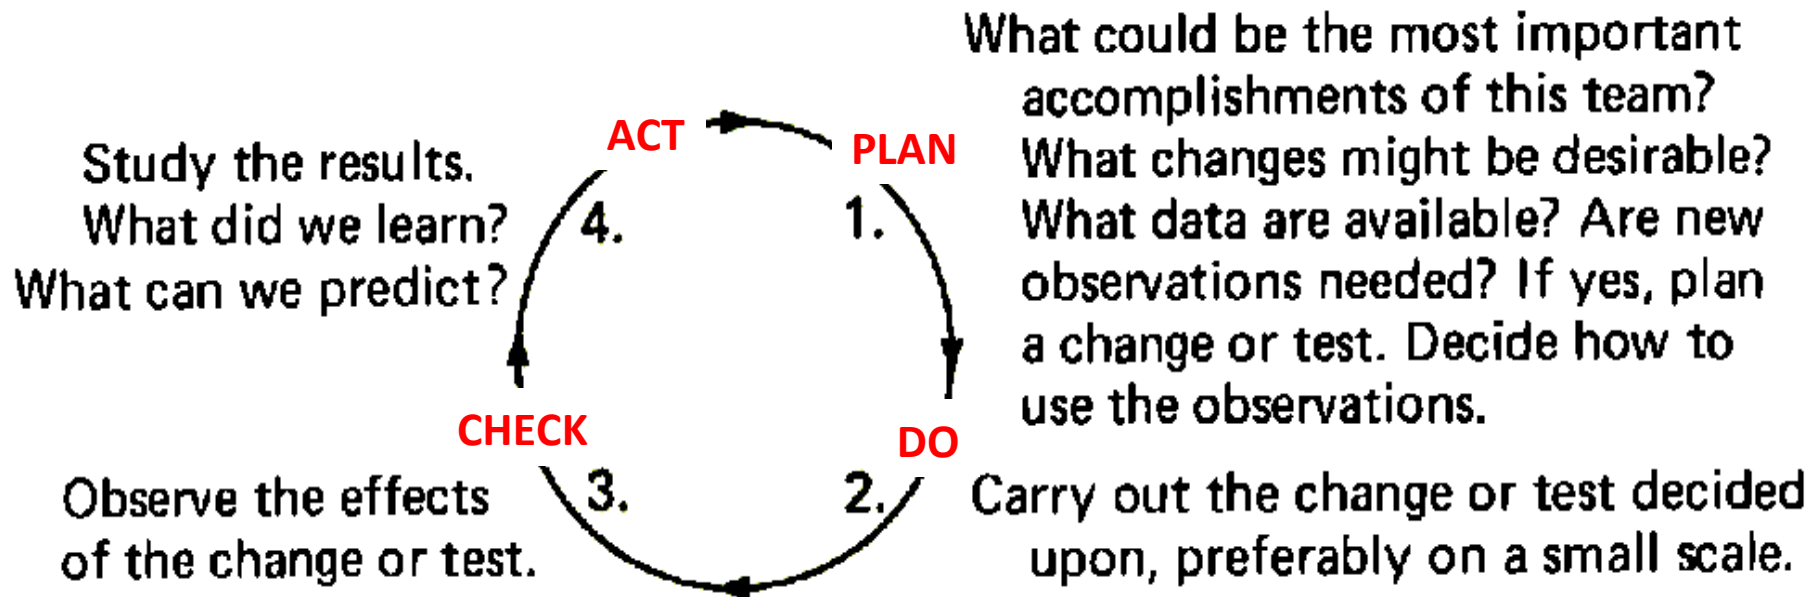 What could be the most important
accomplishments of this team?
What changes might be desirable?
What data are available? Are new
observations needed? If yes, plan
a change or test. Decide how to
use the observations.
PLAN
1.
DO
2.
Carry out the change or test decided
upon, preferably on a small scale.
CHECK
3.
Observe the effects
of the change or test.
ACT
4.
Study the results.
What did we learn?
What can we predict?